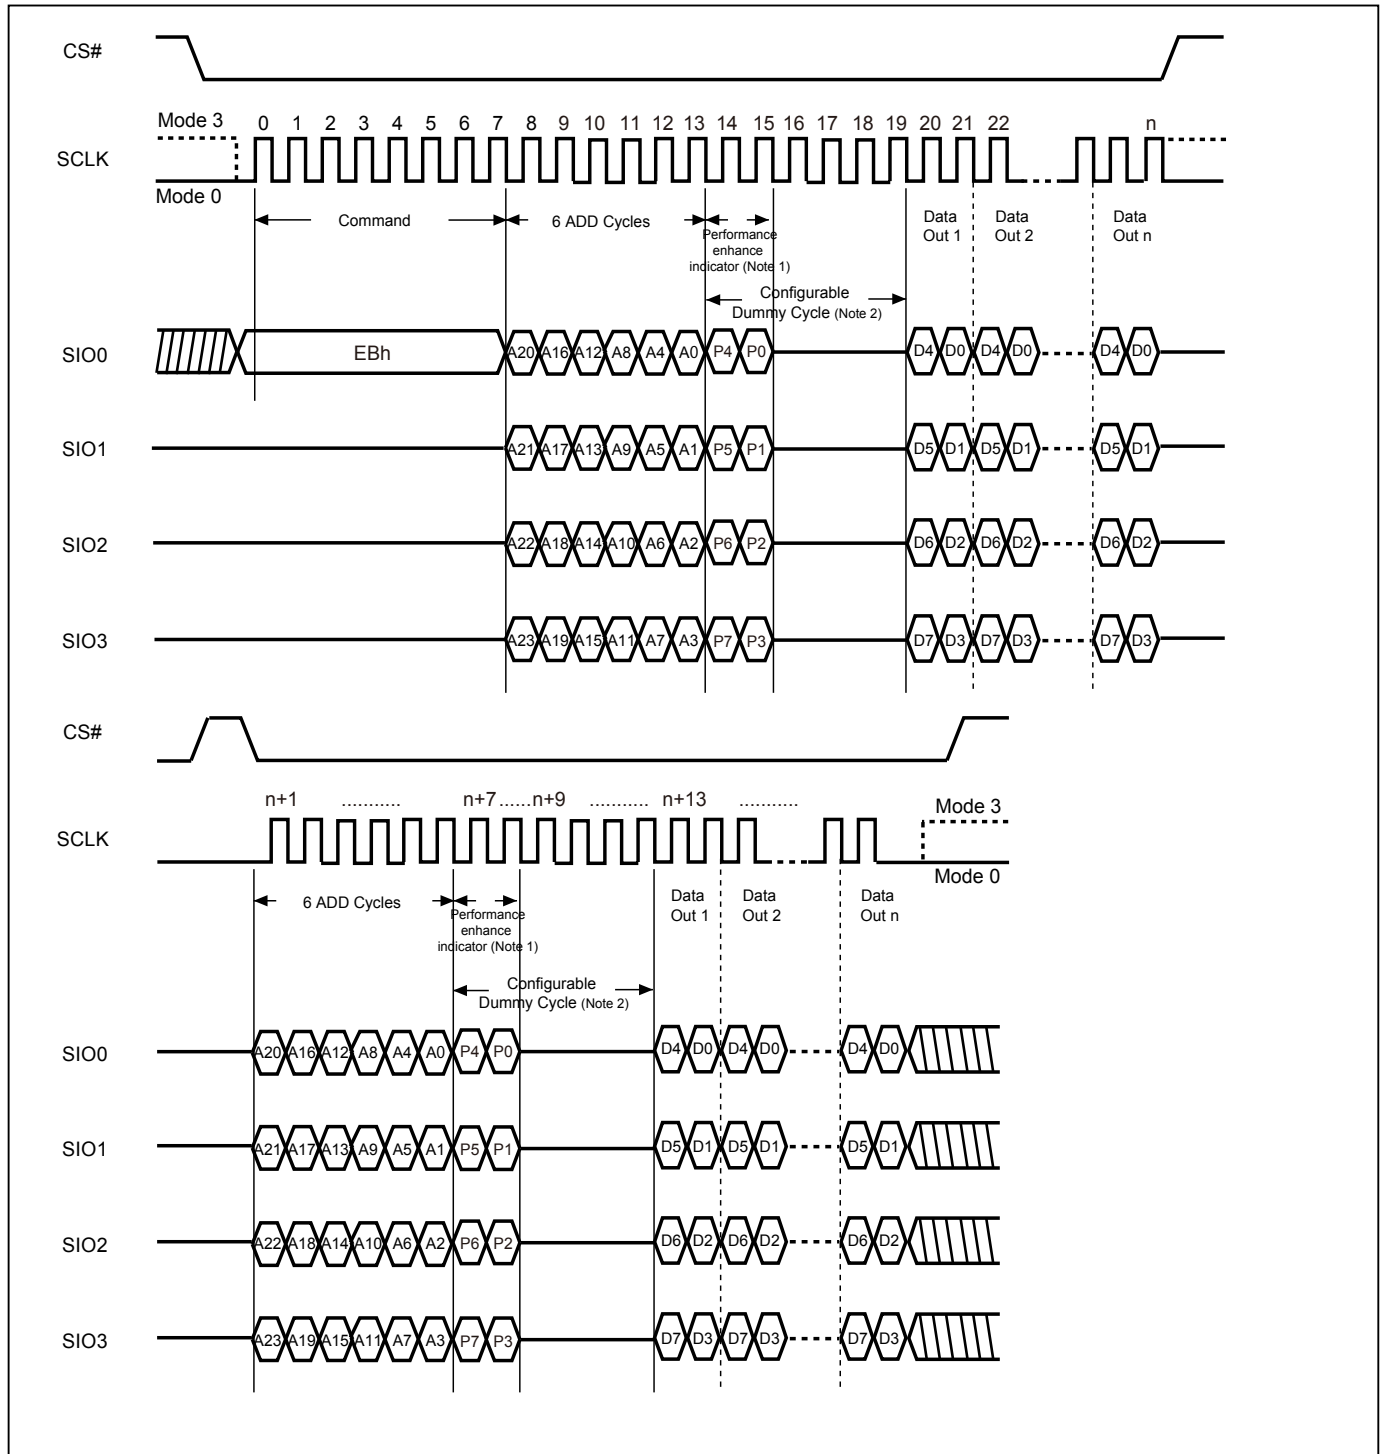 CS#
Mode 3
0 1 2 3 4 5 6 7 8 9 10 11 12 13 14 15 16 17 18 19 20 21 22 n
SCLK
Mode 0
Command
6 ADD Cycles
Performance
enhance
indicator (Note 1)
Data
Out 1
Data
Out 2
Data
Out n
Configurable
Dummy Cycle (Note 2)
SIO0 EBh A20 A16 A12 A8 A4 A0 P4 P0 D4 D0 D4 D0 D4 D0
SIO1 A21 A17 A13 A9 A5 A1 P5 P1 D5 D1 D5 D1 D5 D1
SIO2 A22 A18 A14 A10 A6 A2 P6 P2 D6 D2 D6 D2 D6 D2
SIO3 A23 A19 A15 A11 A7 A3 P7 P3 D7 D3 D7 D3 D7 D3
CS#
n+1 ........... n+7 ......n+9 ........... n+13 ...........
Mode 3
SCLK
Mode 0
6 ADD Cycles
Performance
enhance
indicator (Note 1)
Data
Out 1
Data
Out 2
Data
Out n
Configurable
Dummy Cycle (Note 2)
SIO0 A20 A16 A12 A8 A4 A0 P4 P0 D4 D0 D4 D0 D4 D0
SIO1 A21 A17 A13 A9 A5 A1 P5 P1 D5 D1 D5 D1 D5 D1
SIO2 A22 A18 A14 A10 A6 A2 P6 P2 D6 D2 D6 D2 D6 D2
SIO3 A23 A19 A15 A11 A7 A3 P7 P3 D7 D3 D7 D3 D7 D3